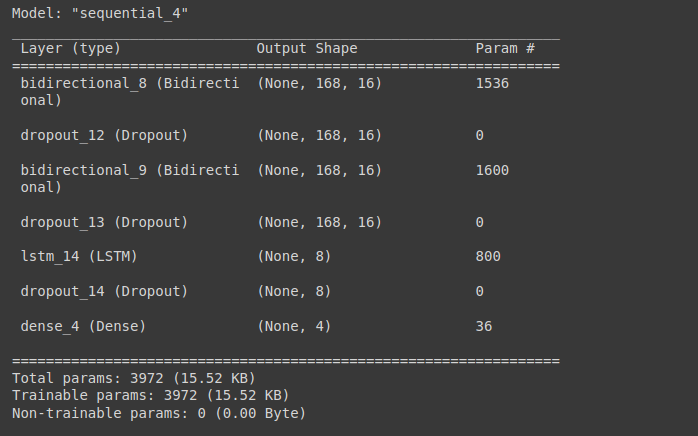 Model: "sequential_4"
_________________________________________________________________
Layer (type) Output Shape Param #
=================================================================
bidirectional_8 (Bidirecti (None, 168, 16) 1536
onal)
dropout_12 (Dropout) (None, 168, 16) 0
bidirectional_9 (Bidirecti (None, 168, 16) 1600
onal)
dropout_13 (Dropout) (None, 168, 16) 0
lstm_14 (LSTM) (None, 8) 800
dropout_14 (Dropout) (None, 8) 0
dense_4 (Dense) (None, 4) 36
=================================================================
Total params: 3972 (15.52 KB)
Trainable params: 3972 (15.52 KB)
Non-trainable params: 0 (0.00 Byte)